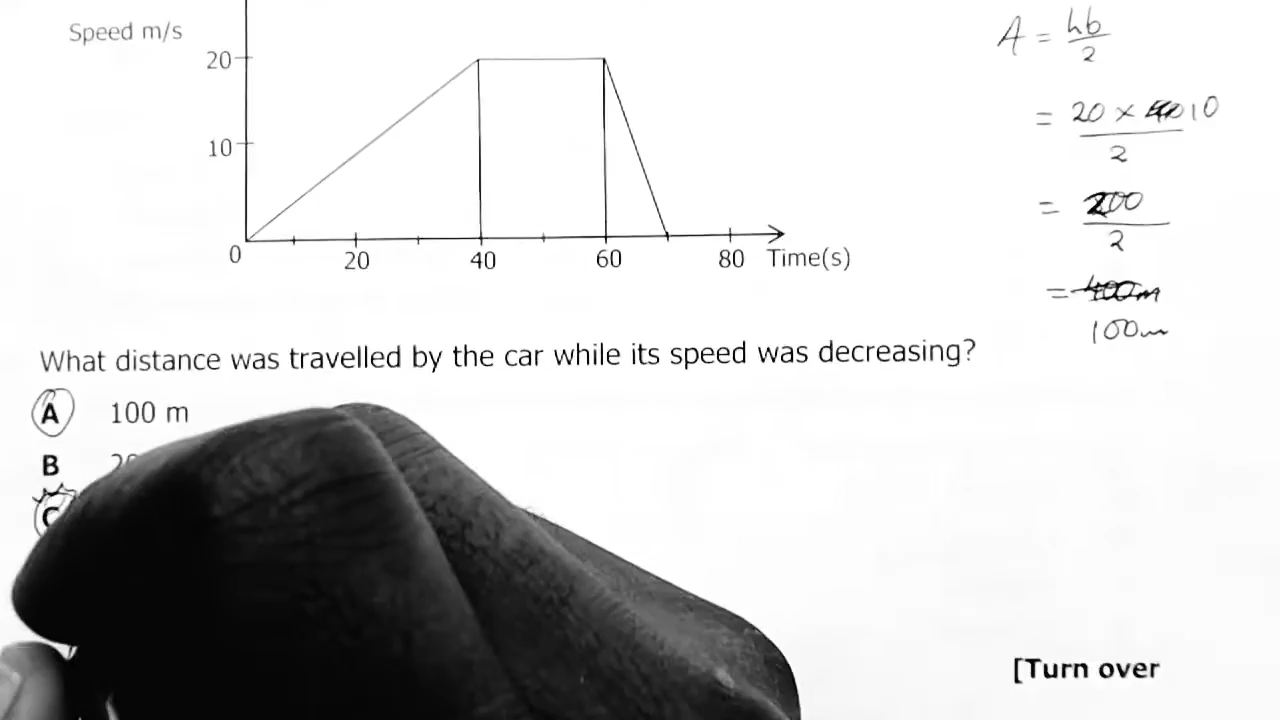 Speed m/s
20
10
0
20
40
60
80
Time(s)
A = hb
2
= 20 × 10
2
= 200
2
= 400m
100m
What distance was travelled by the car while its speed was decreasing?
A 100 m
B
C
[Turn over